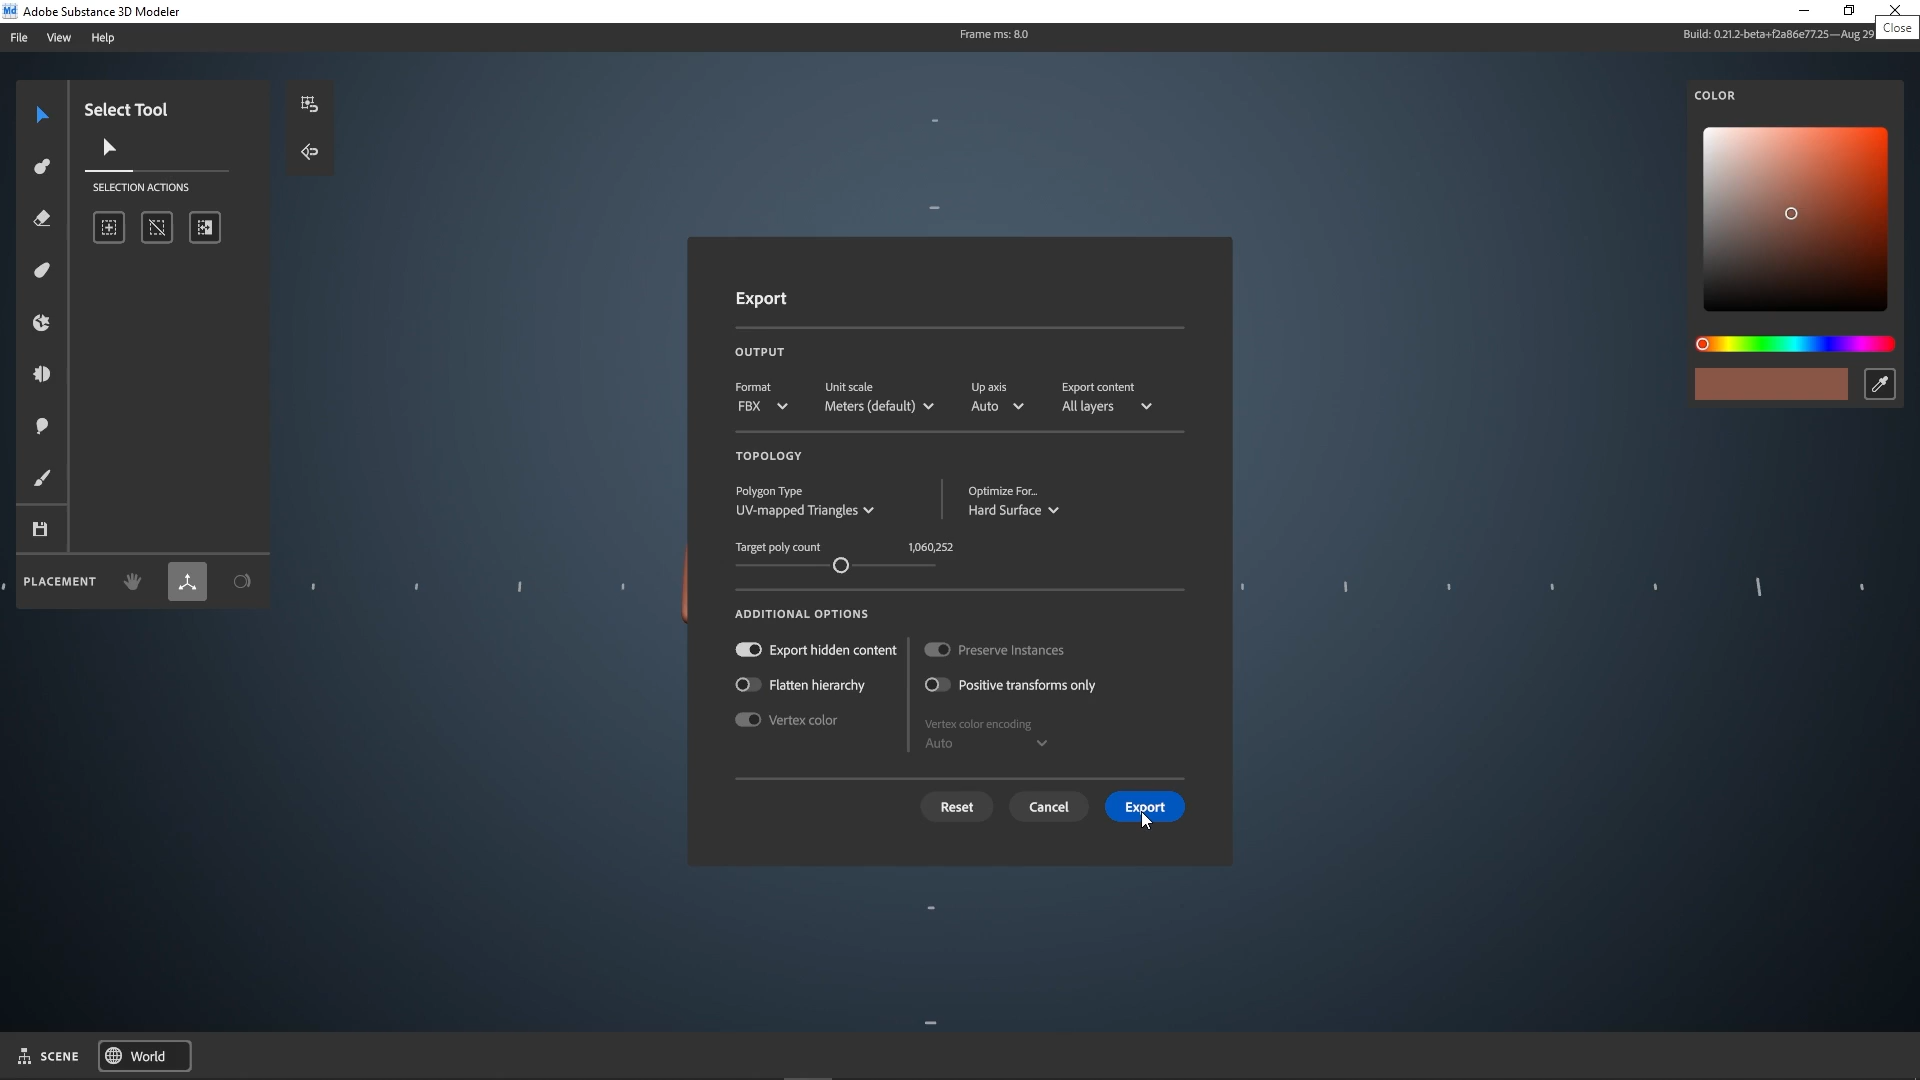 Md Adobe Substance 3D Modeler
Close
File View Help
Frame ms: 8.0
Build: 0.21.2-beta+f2a86e77.25—Aug 29
Select Tool
SELECTION ACTIONS
PLACEMENT
COLOR
Export
OUTPUT
Format Unit scale Up axis Export content
FBX Meters (default) Auto All layers
TOPOLOGY
Polygon Type Optimize For...
UV-mapped Triangles Hard Surface
Target poly count 1,060,252
ADDITIONAL OPTIONS
Export hidden content Preserve Instances
Flatten hierarchy Positive transforms only
Vertex color
Vertex color encoding
Auto
Reset Cancel Export
SCENE World